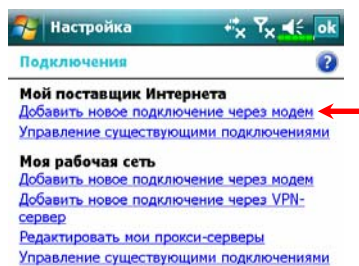 Настройка
ok
Подключения
?
Мой поставщик Интернета
Добавить новое подключение через модем
Управление существующими подключениями
Моя рабочая сеть
Добавить новое подключение через модем
Добавить новое подключение через VPN-
сервер
Редактировать мои прокси-серверы
Управление существующими подключениями